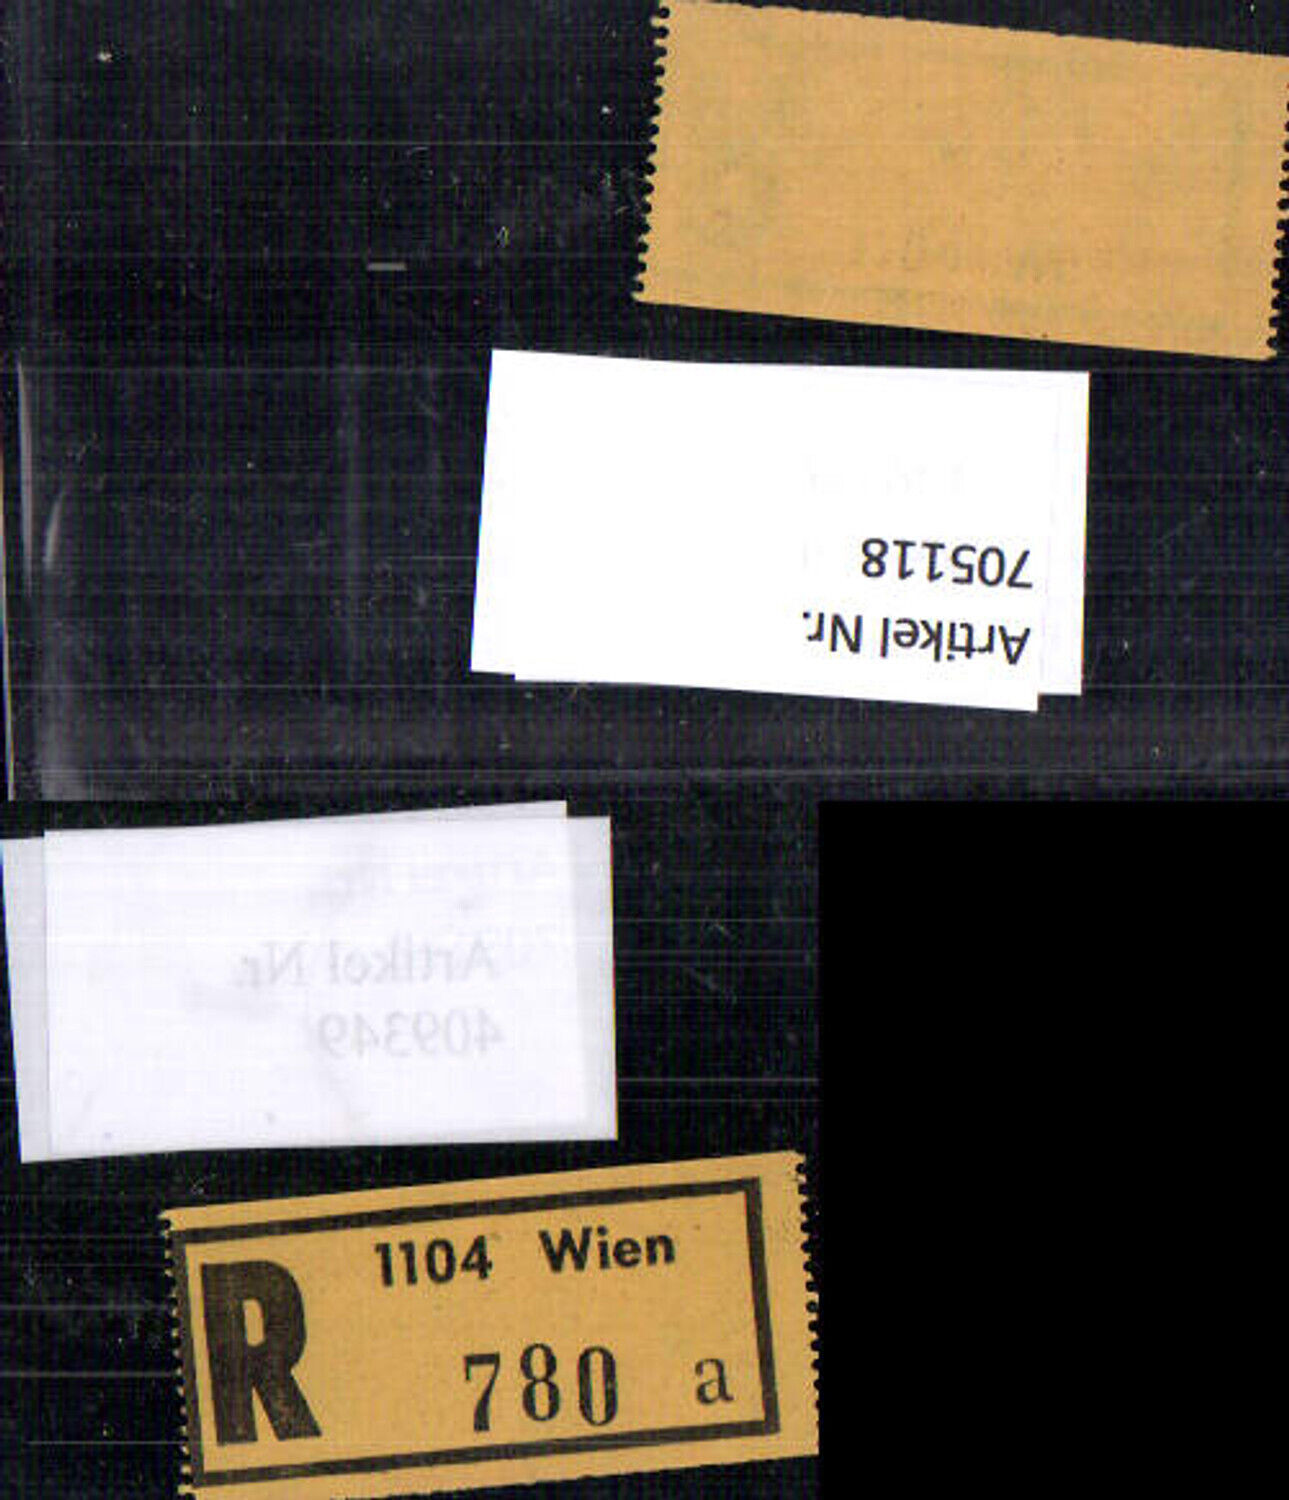 705118
Artikel Nr.
Artikel Nr.
409349
1104 Wien
R 780 a